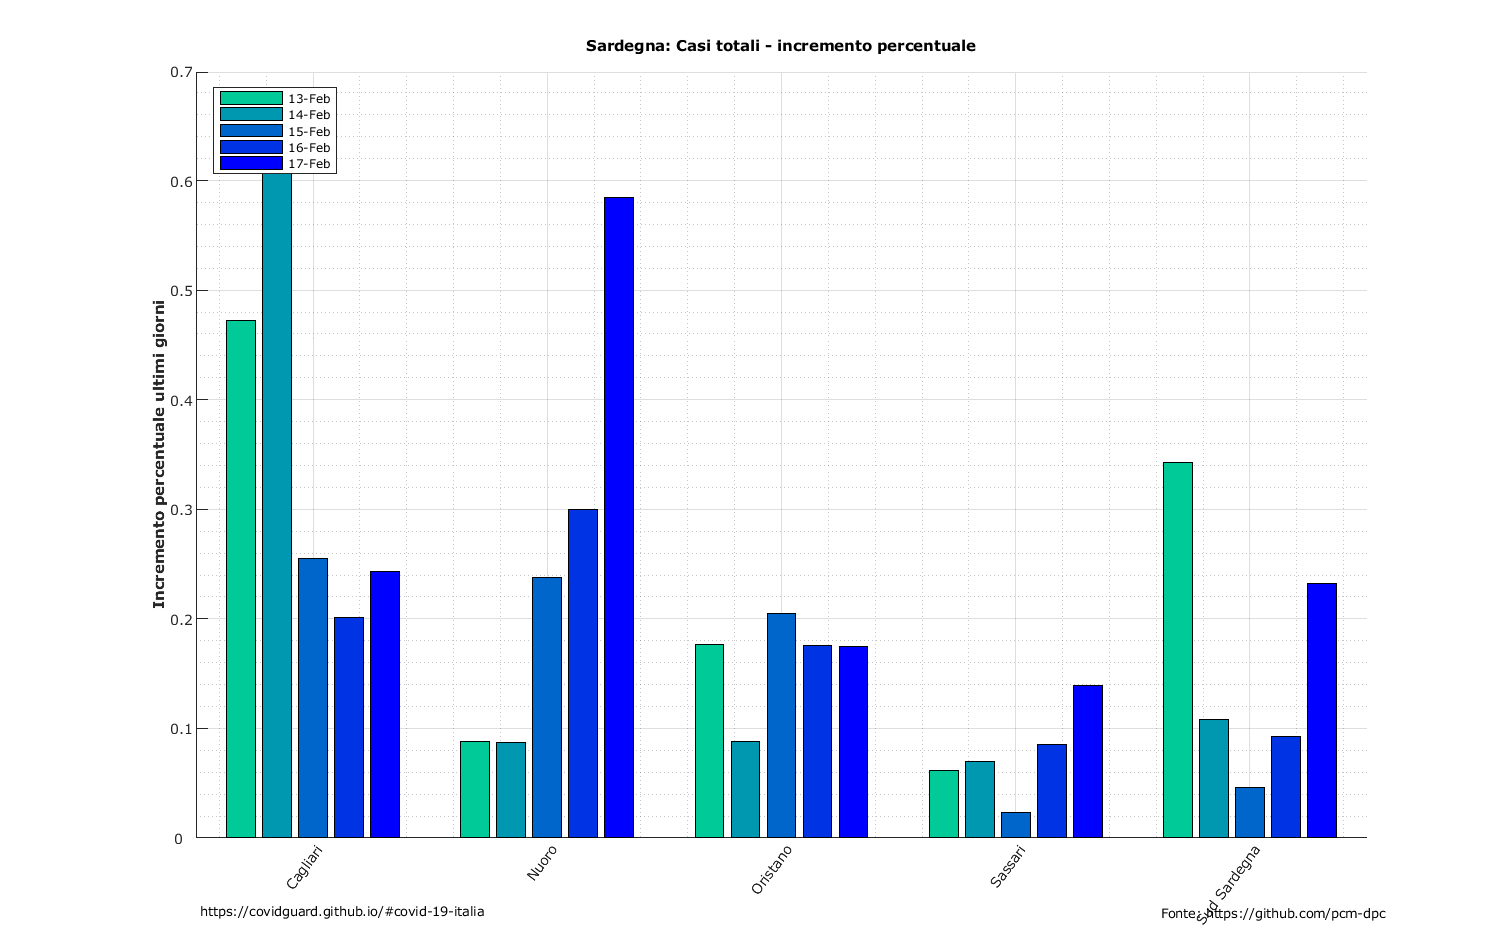 Sardegna: Casi totali - incremento percentuale
Incremento percentuale ultimi giorni
0.7
0.6
0.5
0.4
0.3
0.2
0.1
0
13-Feb
14-Feb
15-Feb
16-Feb
17-Feb
Cagliari
Nuoro
Oristano
Sassari
Sud Sardegna
https://covidguard.github.io/#covid-19-italia
Fonte: https://github.com/pcm-dpc